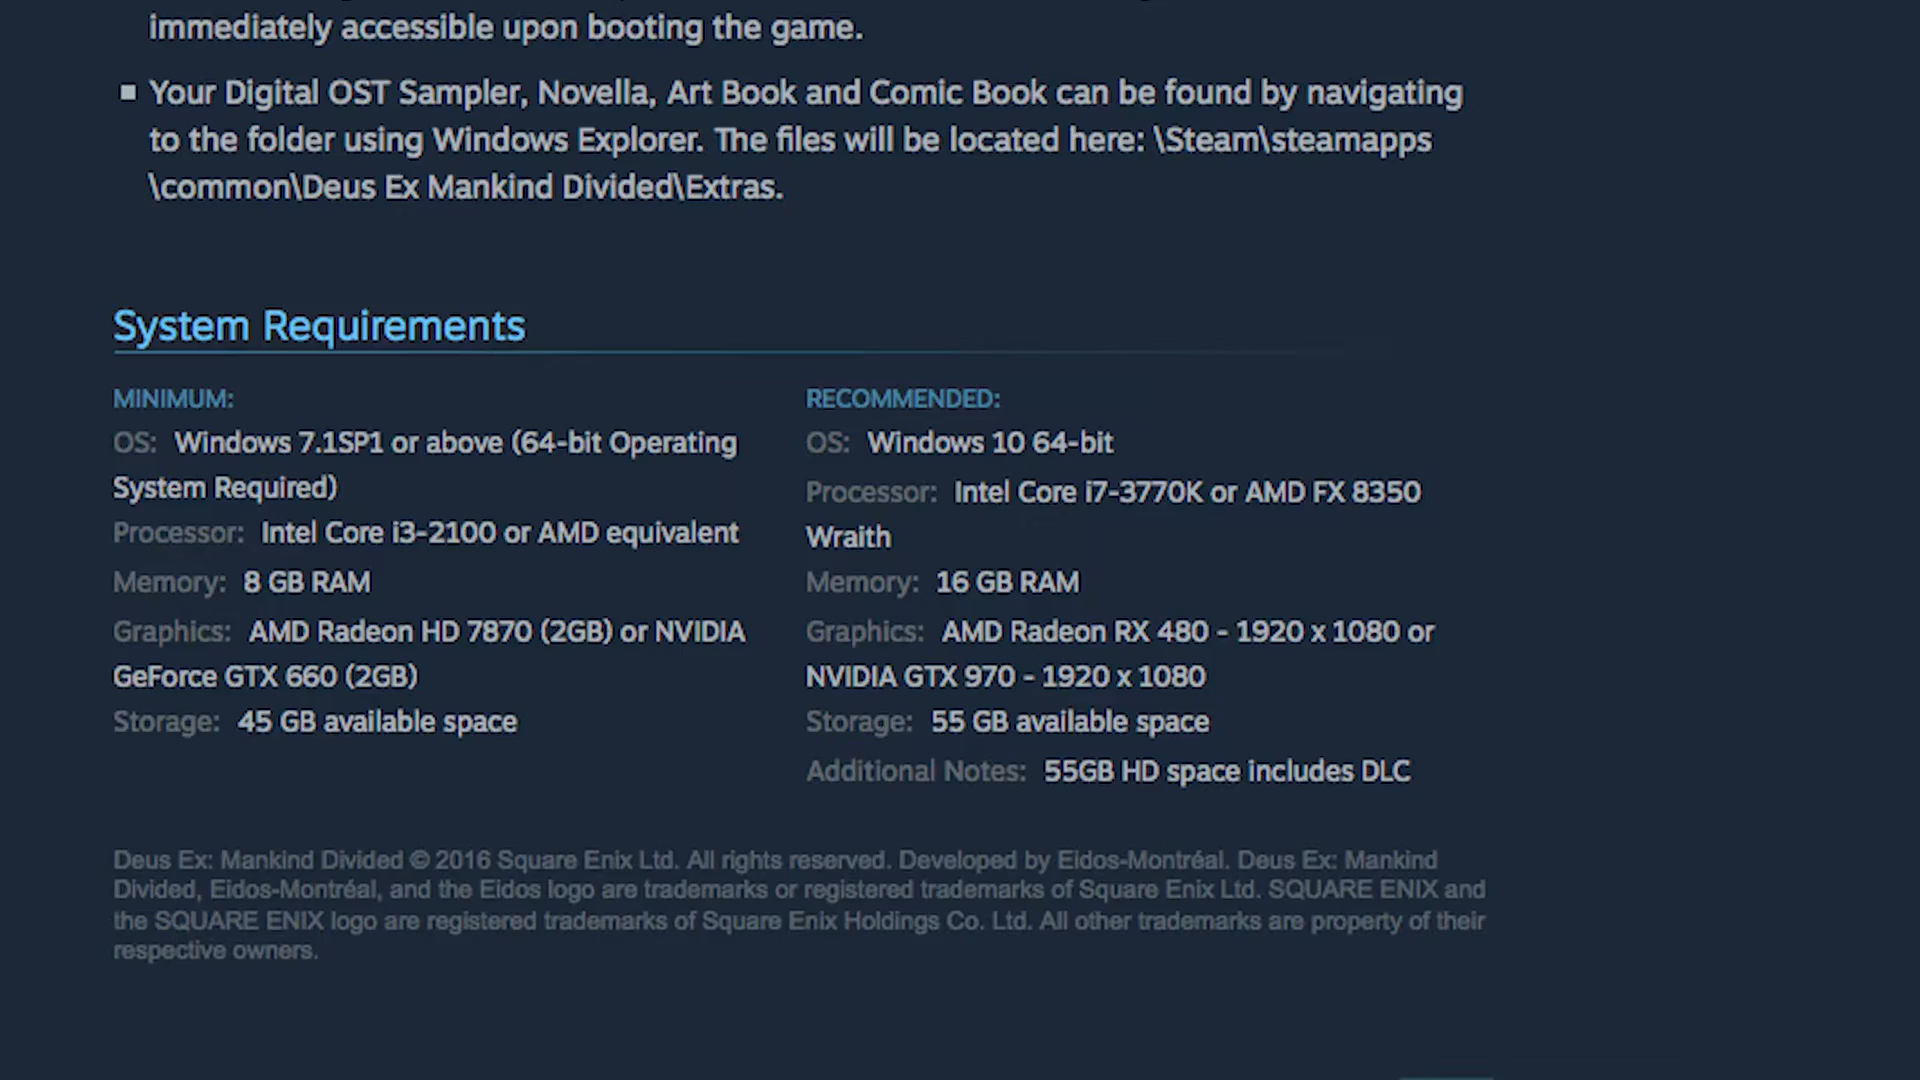 immediately accessible upon booting the game.
■ Your Digital OST Sampler, Novella, Art Book and Comic Book can be found by navigating
to the folder using Windows Explorer. The files will be located here: \Steam\steamapps
\common\Deus Ex Mankind Divided\Extras.
System Requirements
MINIMUM:
OS: Windows 7.1SP1 or above (64-bit Operating
System Required)
Processor: Intel Core i3-2100 or AMD equivalent
Memory: 8 GB RAM
Graphics: AMD Radeon HD 7870 (2GB) or NVIDIA
GeForce GTX 660 (2GB)
Storage: 45 GB available space
RECOMMENDED:
OS: Windows 10 64-bit
Processor: Intel Core i7-3770K or AMD FX 8350
Wraith
Memory: 16 GB RAM
Graphics: AMD Radeon RX 480 - 1920 x 1080 or
NVIDIA GTX 970 - 1920 x 1080
Storage: 55 GB available space
Additional Notes: 55GB HD space includes DLC
Deus Ex: Mankind Divided © 2016 Square Enix Ltd. All rights reserved. Developed by Eidos-Montréal. Deus Ex: Mankind
Divided, Eidos-Montréal, and the Eidos logo are trademarks or registered trademarks of Square Enix Ltd. SQUARE ENIX and
the SQUARE ENIX logo are registered trademarks of Square Enix Holdings Co. Ltd. All other trademarks are property of their
respective owners.